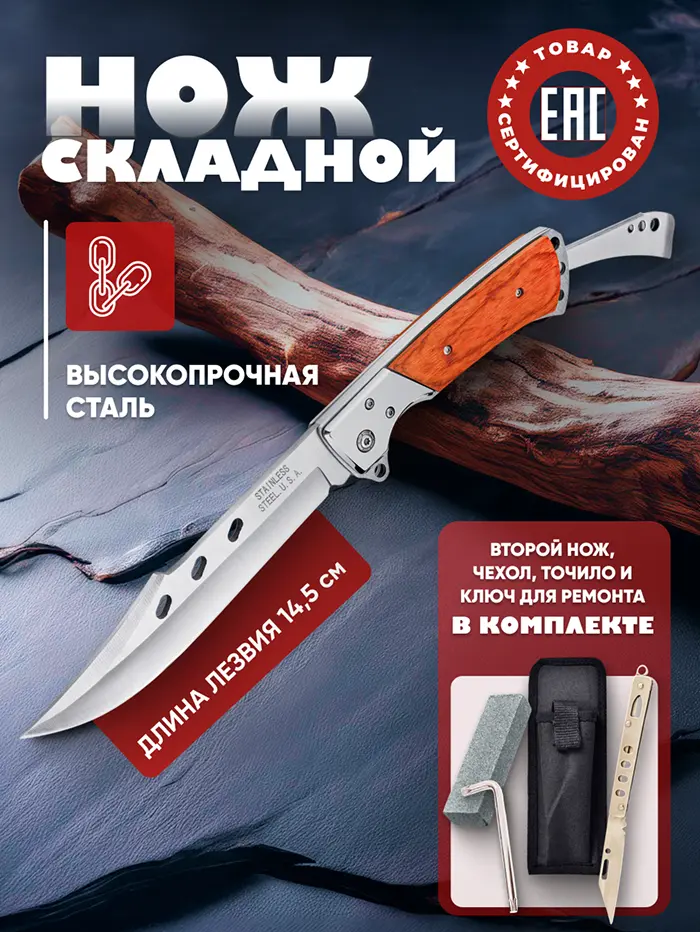 НОЖ
СКЛАДНОЙ
ТОВАР
EAC
СЕРТИФИЦИРОВАН
ВЫСОКОПРОЧНАЯ
СТАЛЬ
STAINLESS
STEEL U.S.A.
ДЛИНА ЛЕЗВИЯ 14,5 см
ВТОРОЙ НОЖ,
ЧЕХОЛ, ТОЧИЛО И
КЛЮЧ ДЛЯ РЕМОНТА
В КОМПЛЕКТЕ